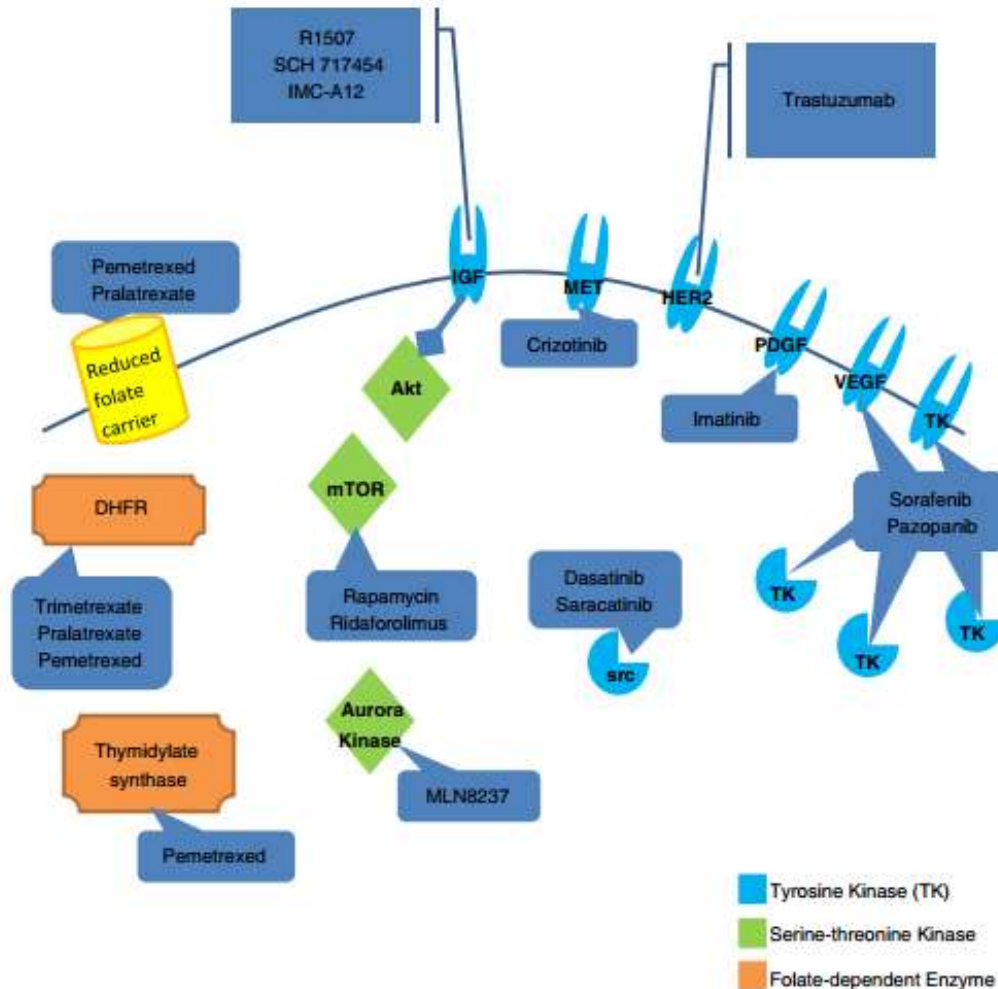 R1507
SCH 717454
IMC-A12
Trastuzumab
Pemetrexed
Pralatrexate
IGF
MET
HER2
Crizotinib
PDGF
VEGF
TK
Reduced
folate
carrier
Akt
Imatinib
DHFR
mTOR
Sorafenib
Pazopanib
Trimetrexate
Pralatrexate
Pemetrexed
Rapamycin
Ridaforolimus
Dasatinib
Saracatinib
TK
TK
TK
src
Aurora
Kinase
Thymidylate
synthase
MLN8237
Pemetrexed
Tyrosine Kinase (TK)
Serine-threonine Kinase
Folate-dependent Enzyme